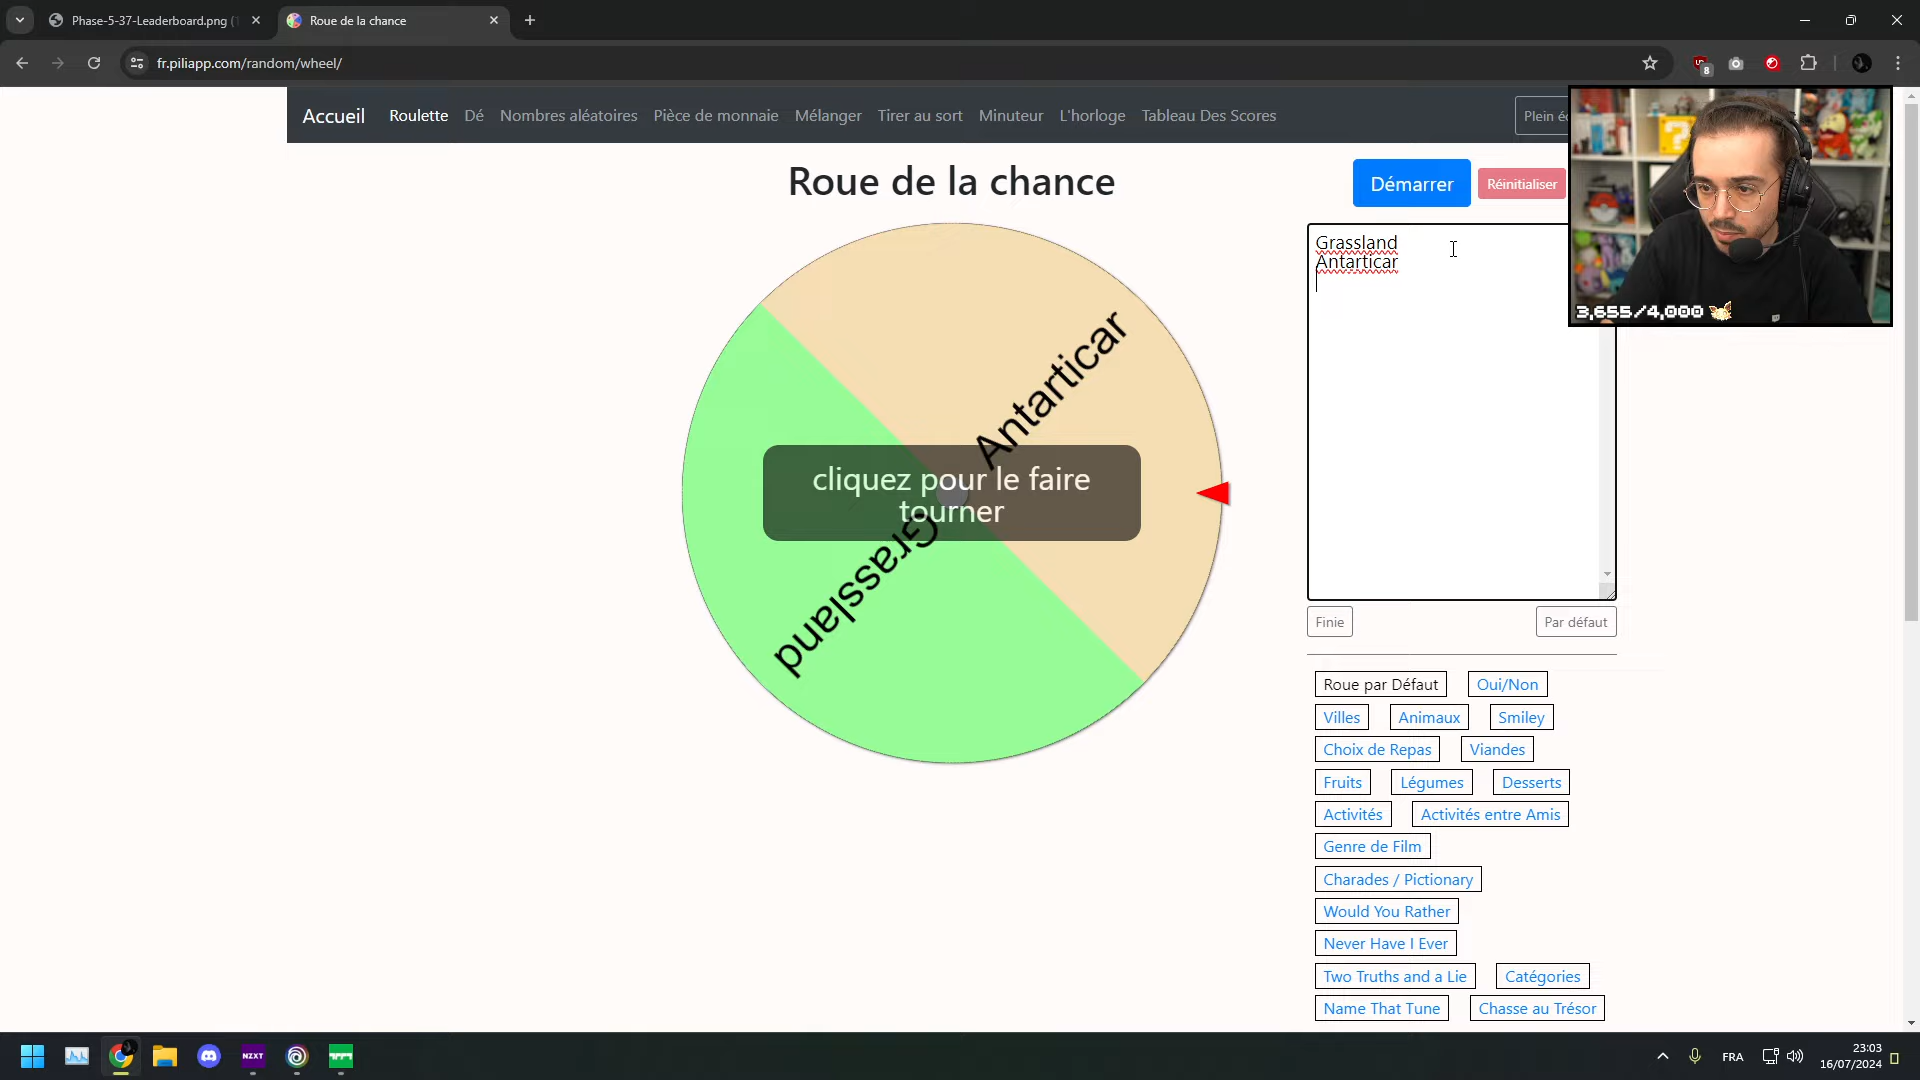 Phase-5-37-Leaderboard.png (
Roue de la chance
fr.piliapp.com/random/wheel/
8
Accueil Roulette Dé Nombres aléatoires Pièce de monnaie Mélanger Tirer au sort Minuteur L'horloge Tableau Des Scores
Plein éc
Roue de la chance
Démarrer
Réinitialiser
Grassland
Antarticar
3,655/4,000
Antarticar
cliquez pour le faire
tourner
Grassland
Finie
Par défaut
Roue par Défaut
Oui/Non
Villes
Animaux
Smiley
Choix de Repas
Viandes
Fruits
Légumes
Desserts
Activités
Activités entre Amis
Genre de Film
Charades / Pictionary
Would You Rather
Never Have I Ever
Two Truths and a Lie
Catégories
Name That Tune
Chasse au Trésor
NZXT
FRA
23:03
16/07/2024